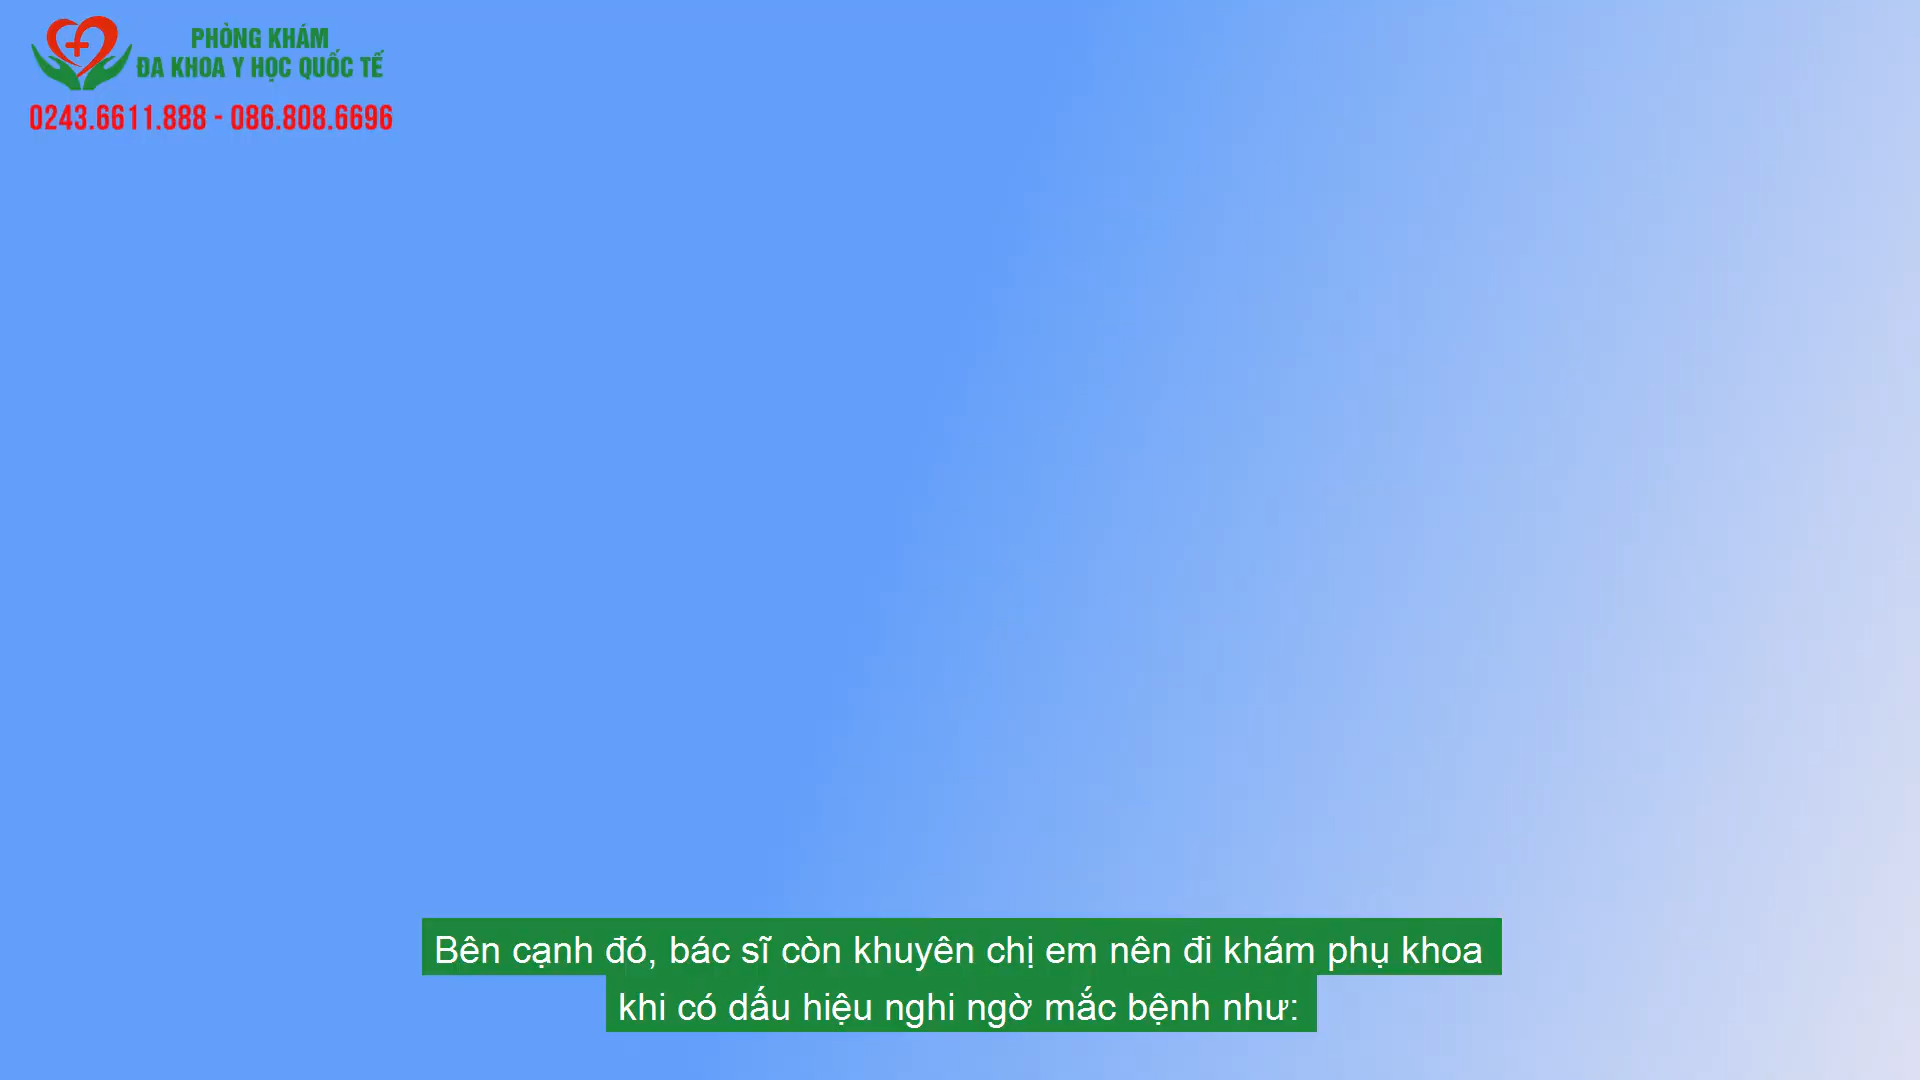 PHÒNG KHÁM
ĐA KHOA Y HỌC QUỐC TẾ
0243.6611.888 - 086.808.6696
Bên cạnh đó, bác sĩ còn khuyên chị em nên đi khám phụ khoa
khi có dấu hiệu nghi ngờ mắc bệnh như: